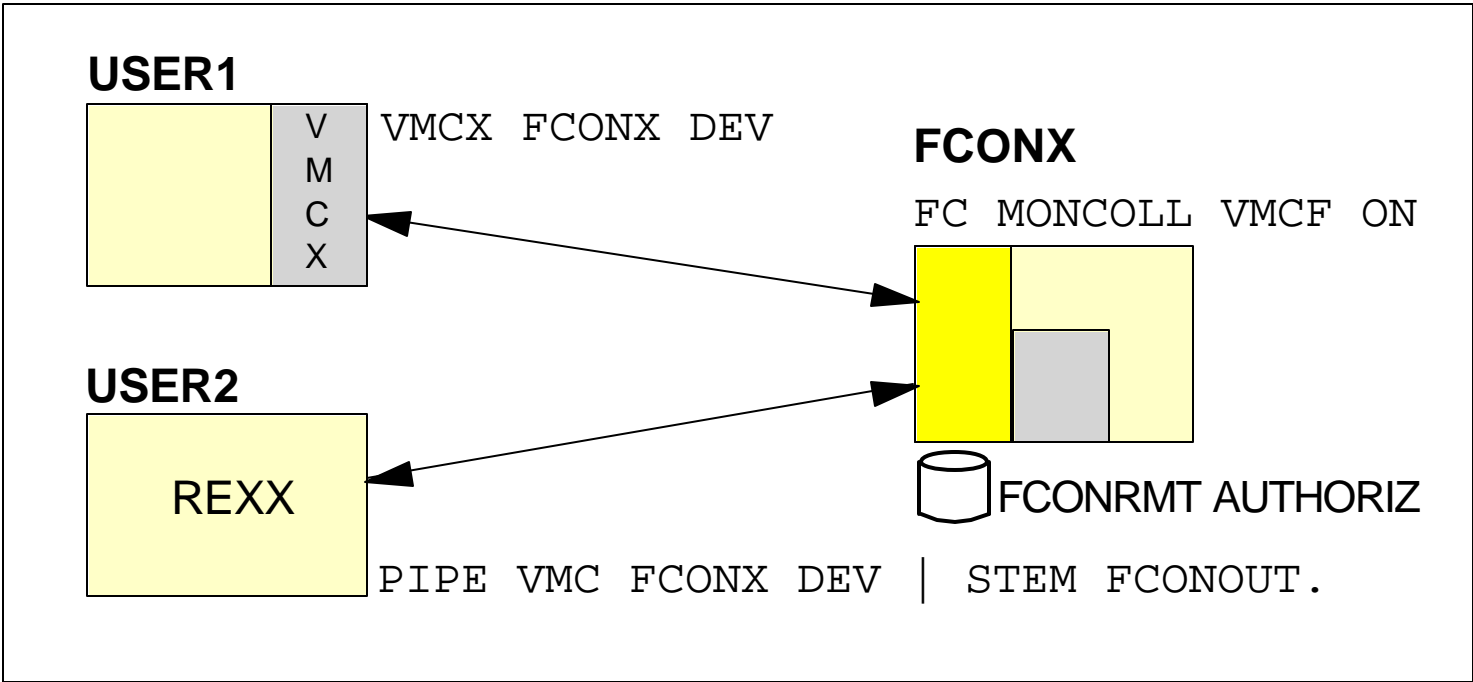 USER1
V
M
C
X
VMCX FCONX DEV
FCONX
FC MONCOLL VMCF ON
USER2
REXX
FCONRMT AUTHORIZ
PIPE VMC FCONX DEV | STEM FCONOUT.